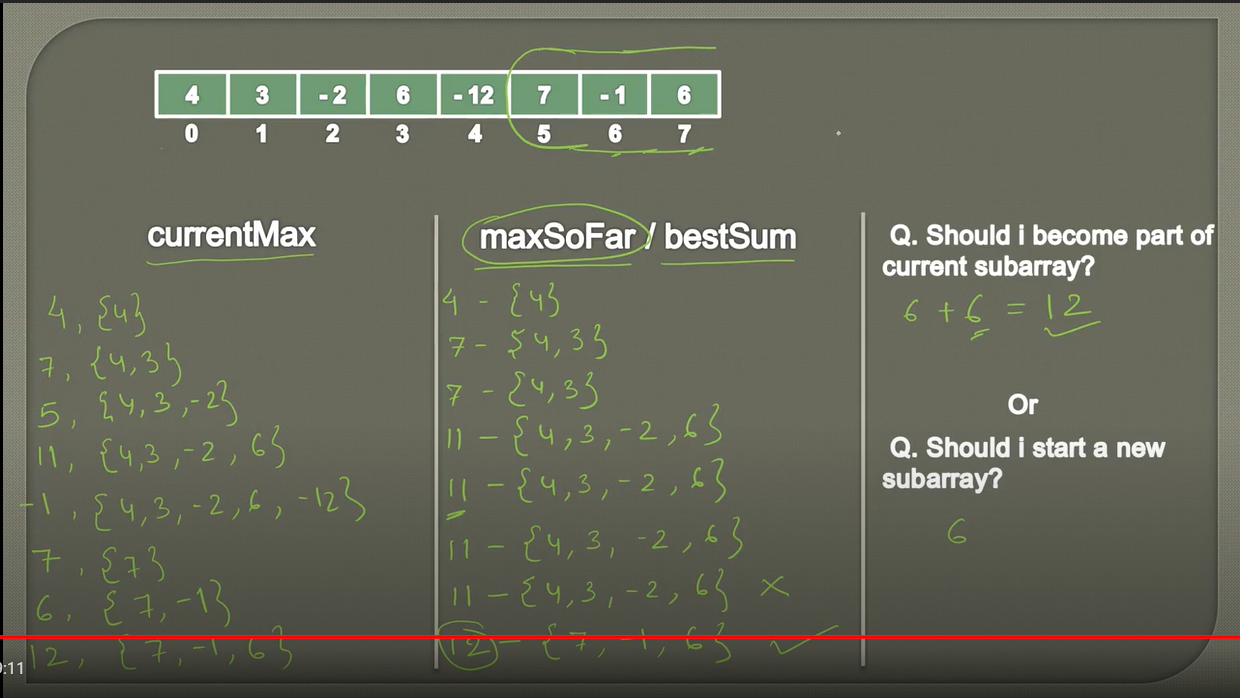 4 3 -2 6 -12 7 -1 6
0 1 2 3 4 5 6 7
currentMax
4, {4}
7, {4,3}
5, {4,3,-2}
11, {4,3,-2,6}
-1, {4,3,-2,6,-12}
7, {7}
6, {7,-1}
12, {7,-1,6}
maxSoFar / bestSum
4 - {4}
7 - {4,3}
7 - {4,3}
11 - {4,3,-2,6}
11 - {4,3,-2,6}
11 - {4,3,-2,6}
11 - {4,3,-2,6} ×
12 - {7,-1,6} ✓
Q. Should i become part of
current subarray?
6 + 6 = 12
Or
Q. Should i start a new
subarray?
6
:11